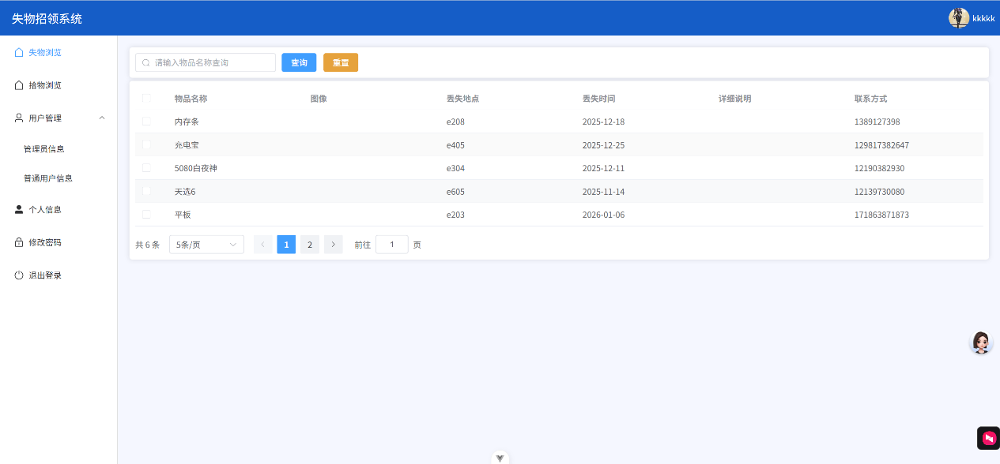 失物招领系统
kkkkk
失物浏览
拾物浏览
用户管理
管理员信息
普通用户信息
个人信息
修改密码
退出登录
请输入物品名称查询 查询 重置
物品名称 图像 丢失地点 丢失时间 详细说明 联系方式
内存条 e208 2025-12-18 1389127398
充电宝 e405 2025-12-25 129817382647
5080白夜神 e304 2025-12-11 12190382930
天选6 e605 2025-11-14 12139730080
平板 e203 2026-01-06 171863871873
共 6 条 5条/页 1 2 前往 1 页